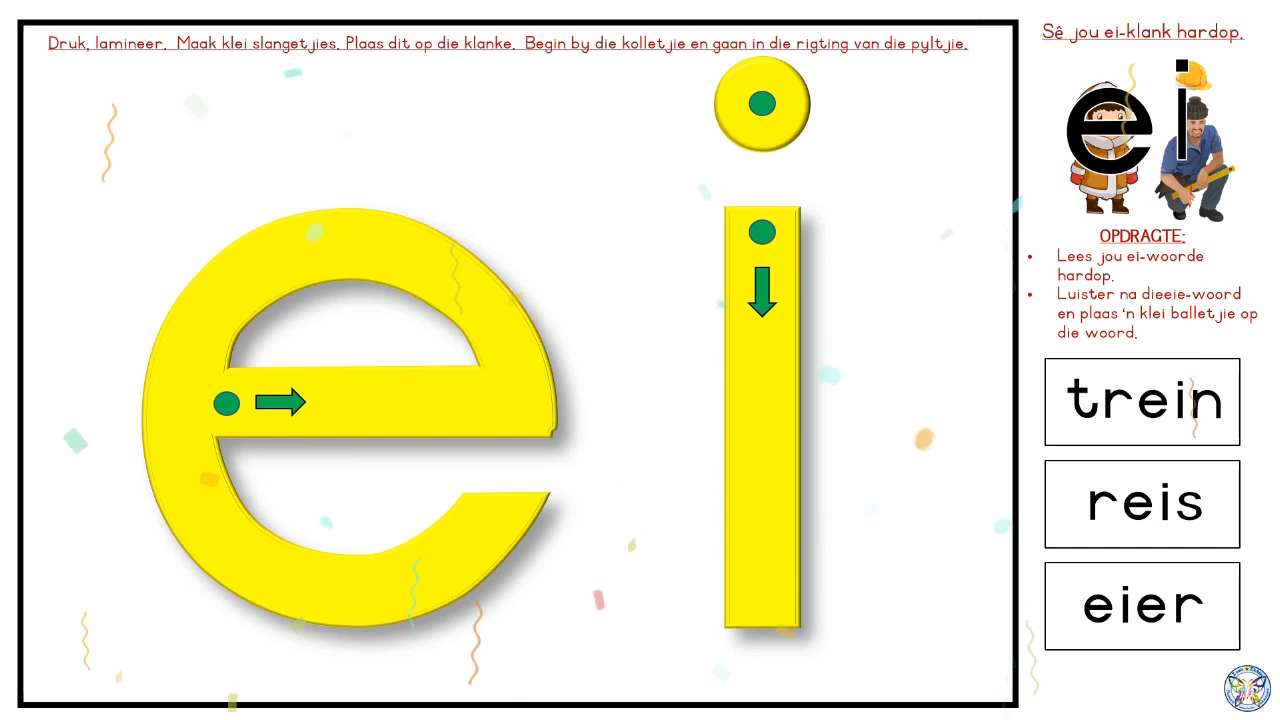 Druk, lamineer. Maak klei slangetjies. Plaas dit op die klanke. Begin by die kolletjie en gaan in die rigting van die pyltjie.
ei
Sê jou ei-klank hardop.
ei
OPDRAGTE:
• Lees jou ei-woorde
hardop.
• Luister na dieeie-woord
en plaas ‘n klei balletjie op
die woord.
trein
reis
eier